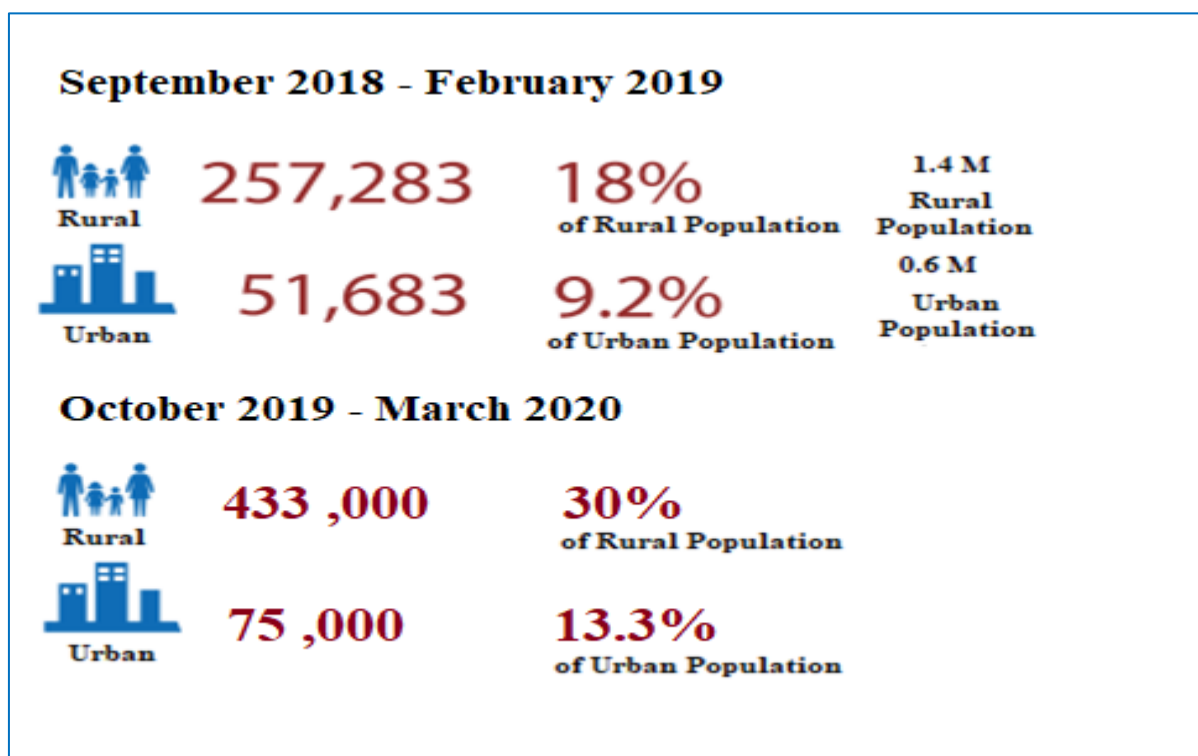 September 2018 - February 2019
257,283
18%
1.4 M
Rural
of Rural Population
Rural
Population
51,683
9.2%
0.6 M
Urban
of Urban Population
Urban
Population
October 2019 - March 2020
433 ,000
30%
Rural
of Rural Population
75 ,000
13.3%
Urban
of Urban Population